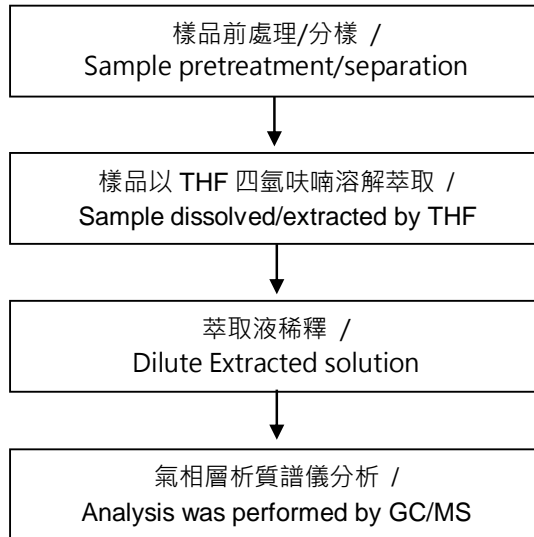 樣品前處理/分樣 /
Sample pretreatment/separation
樣品以 THF 四氫呋喃溶解萃取 /
Sample dissolved/extracted by THF
萃取液稀釋 /
Dilute Extracted solution
氣相層析質譜儀分析 /
Analysis was performed by GC/MS